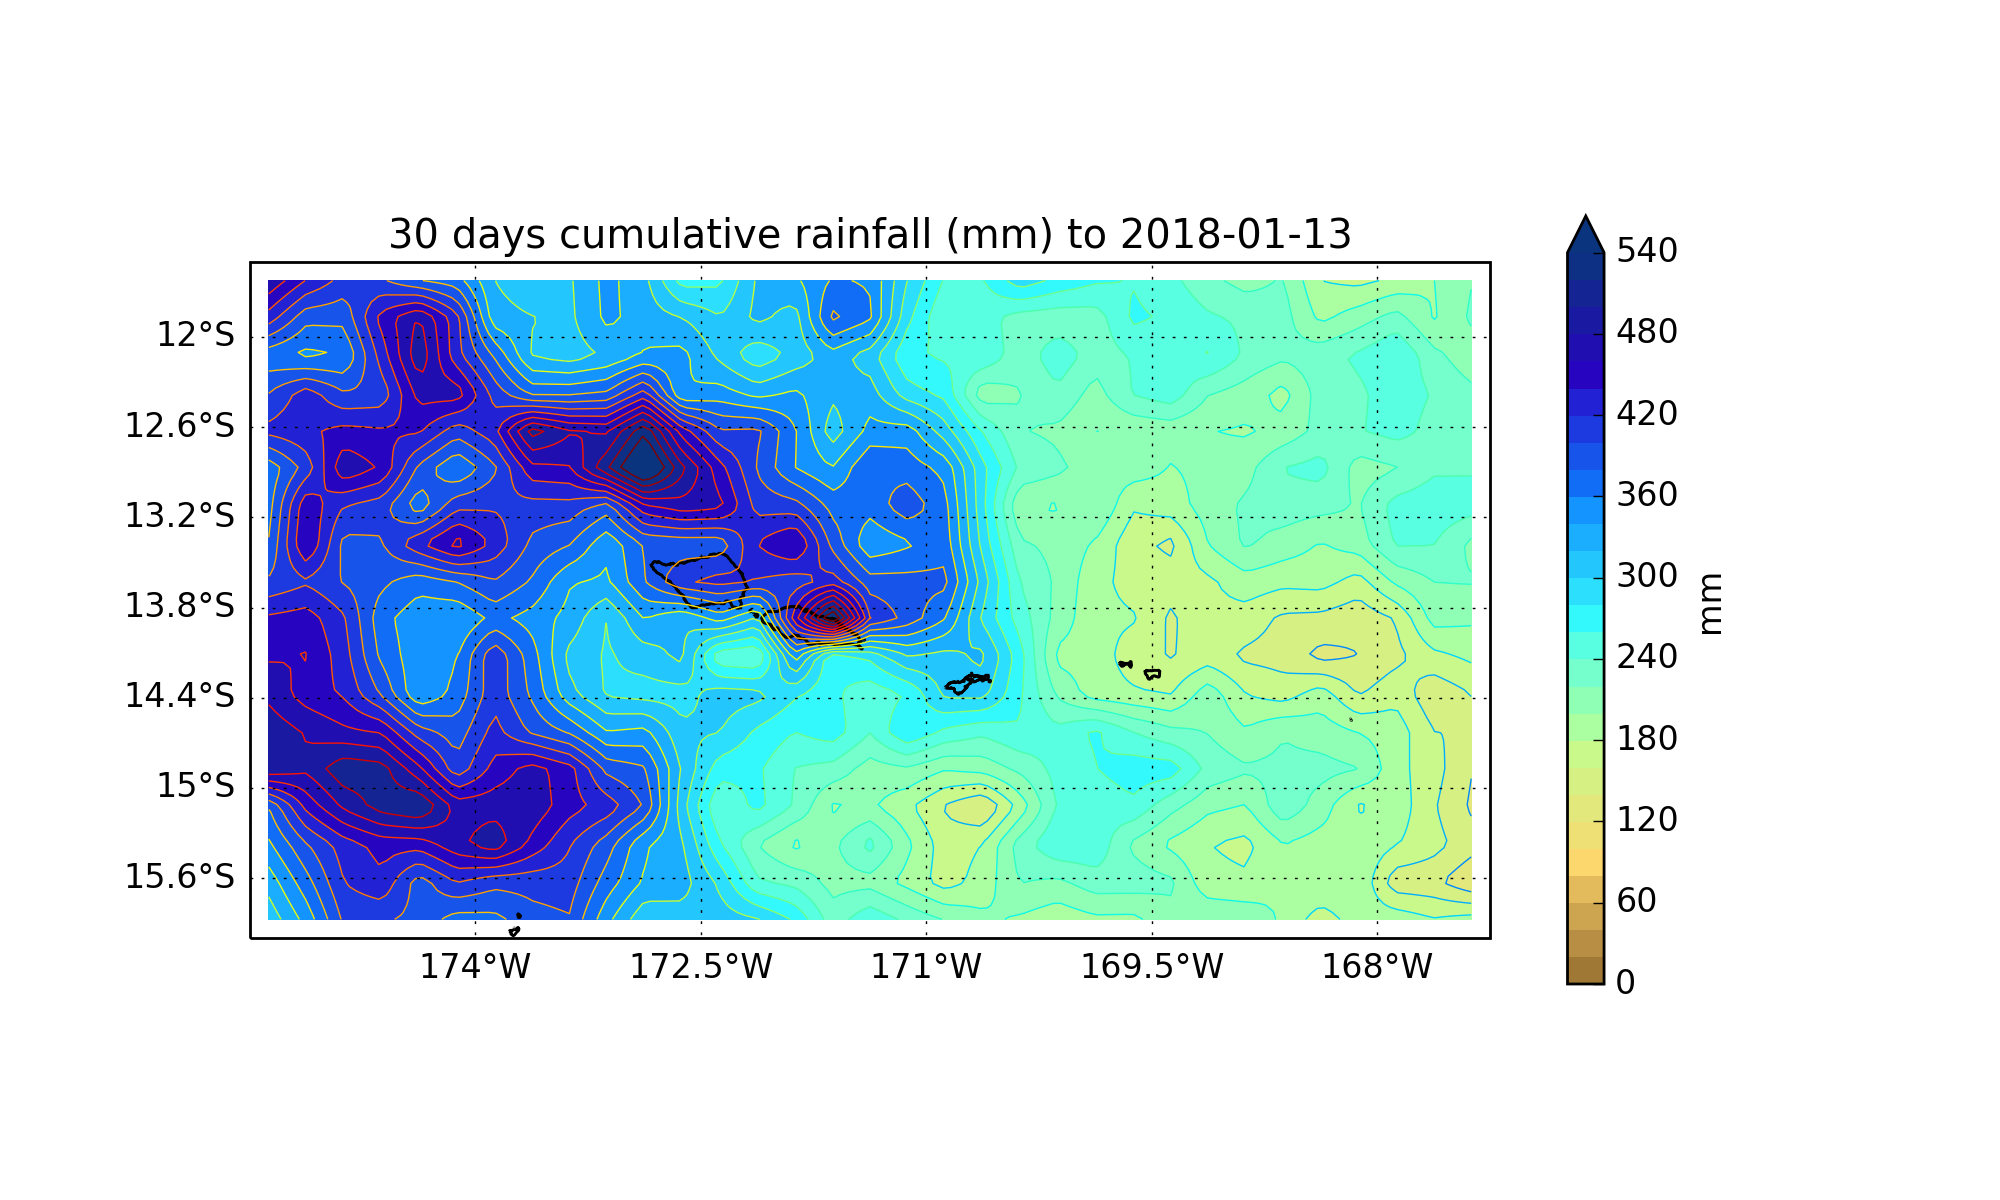 30 days cumulative rainfall (mm) to 2018-01-13
12°S
12.6°S
13.2°S
13.8°S
14.4°S
15°S
15.6°S
174°W
172.5°W
171°W
169.5°W
168°W
540
480
420
360
300
240
180
120
60
0
mm